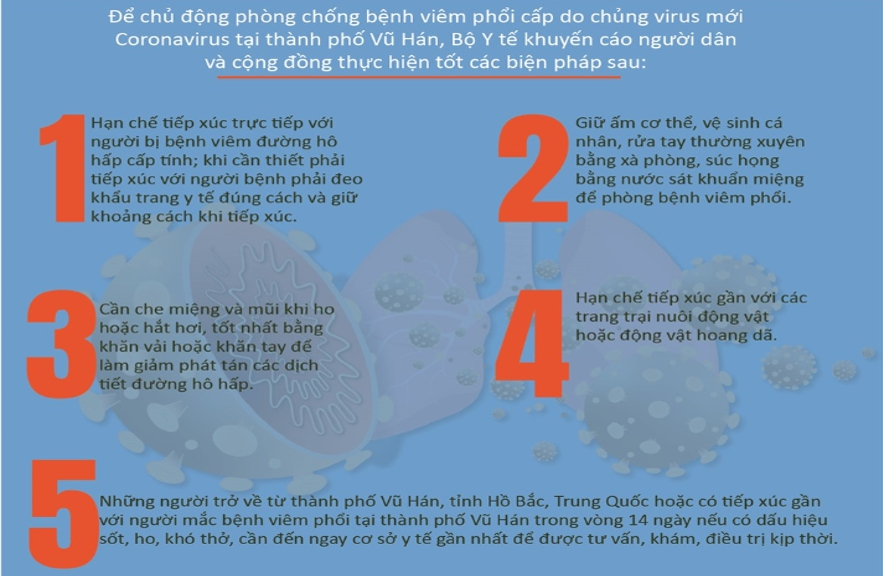 Để chủ động phòng chống bệnh viêm phổi cấp do chủng virus mới
Coronavirus tại thành phố Vũ Hán, Bộ Y tế khuyến cáo người dân
và cộng đồng thực hiện tốt các biện pháp sau:
1
Hạn chế tiếp xúc trực tiếp với
người bị bệnh viêm đường hô
hấp cấp tính; khi cần thiết phải
tiếp xúc với người bệnh phải đeo
khẩu trang y tế đúng cách và giữ
khoảng cách khi tiếp xúc.
2
Giữ ấm cơ thể, vệ sinh cá
nhân, rửa tay thường xuyên
bằng xà phòng, súc họng
bằng nước sát khuẩn miệng
để phòng bệnh viêm phổi.
3
Cần che miệng và mũi khi ho
hoặc hắt hơi, tốt nhất bằng
khăn vải hoặc khăn tay để
làm giảm phát tán các dịch
tiết đường hô hấp.
4
Hạn chế tiếp xúc gần với các
trang trại nuôi động vật
hoặc động vật hoang dã.
5
Những người trở về từ thành phố Vũ Hán, tỉnh Hồ Bắc, Trung Quốc hoặc có tiếp xúc gần
với người mắc bệnh viêm phổi tại thành phố Vũ Hán trong vòng 14 ngày nếu có dấu hiệu
sốt, ho, khó thở, cần đến ngay cơ sở y tế gần nhất để được tư vấn, khám, điều trị kịp thời.